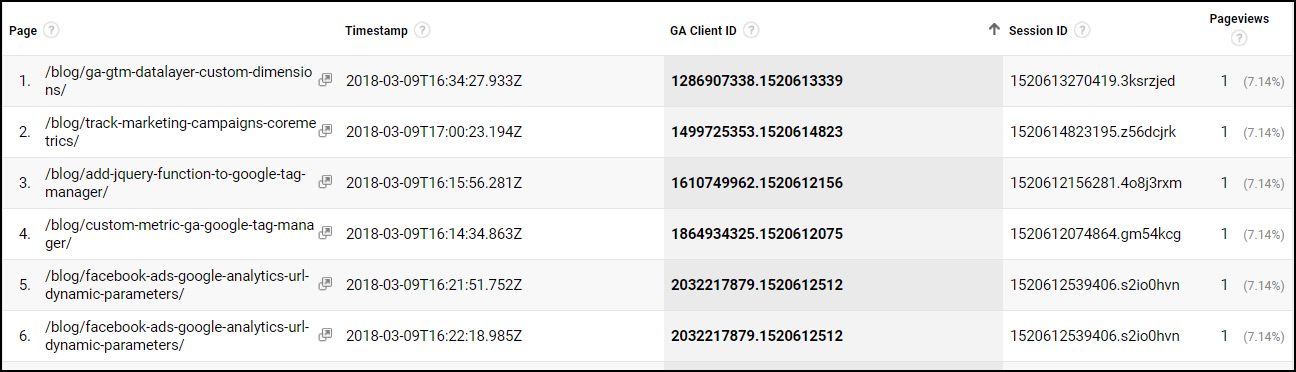 Page ? Timestamp ? GA Client ID ? Session ID ? Pageviews ?
1. /blog/ga-gtm-datalayer-custom-dimensio 2018-03-09T16:34:27.933Z 1286907338.1520613339 1520613270419.3ksrzjed 1 (7.14%)
ns/
2. /blog/track-marketing-campaigns-coreme 2018-03-09T17:00:23.194Z 1499725353.1520614823 1520614823195.z56dcjrk 1 (7.14%)
trics/
3. /blog/add-jquery-function-to-google-tag- 2018-03-09T16:15:56.281Z 1610749962.1520612156 1520612156281.4o8j3rxm 1 (7.14%)
manager/
4. /blog/custom-metric-ga-google-tag-mana 2018-03-09T16:14:34.863Z 1864934325.1520612075 1520612074864.gm54kcg 1 (7.14%)
ger/
5. /blog/facebook-ads-google-analytics-url- 2018-03-09T16:21:51.752Z 2032217879.1520612512 1520612539406.s2io0hvn 1 (7.14%)
dynamic-parameters/
6. /blog/facebook-ads-google-analytics-url- 2018-03-09T16:22:18.985Z 2032217879.1520612512 1520612539406.s2io0hvn 1 (7.14%)
dynamic-parameters/